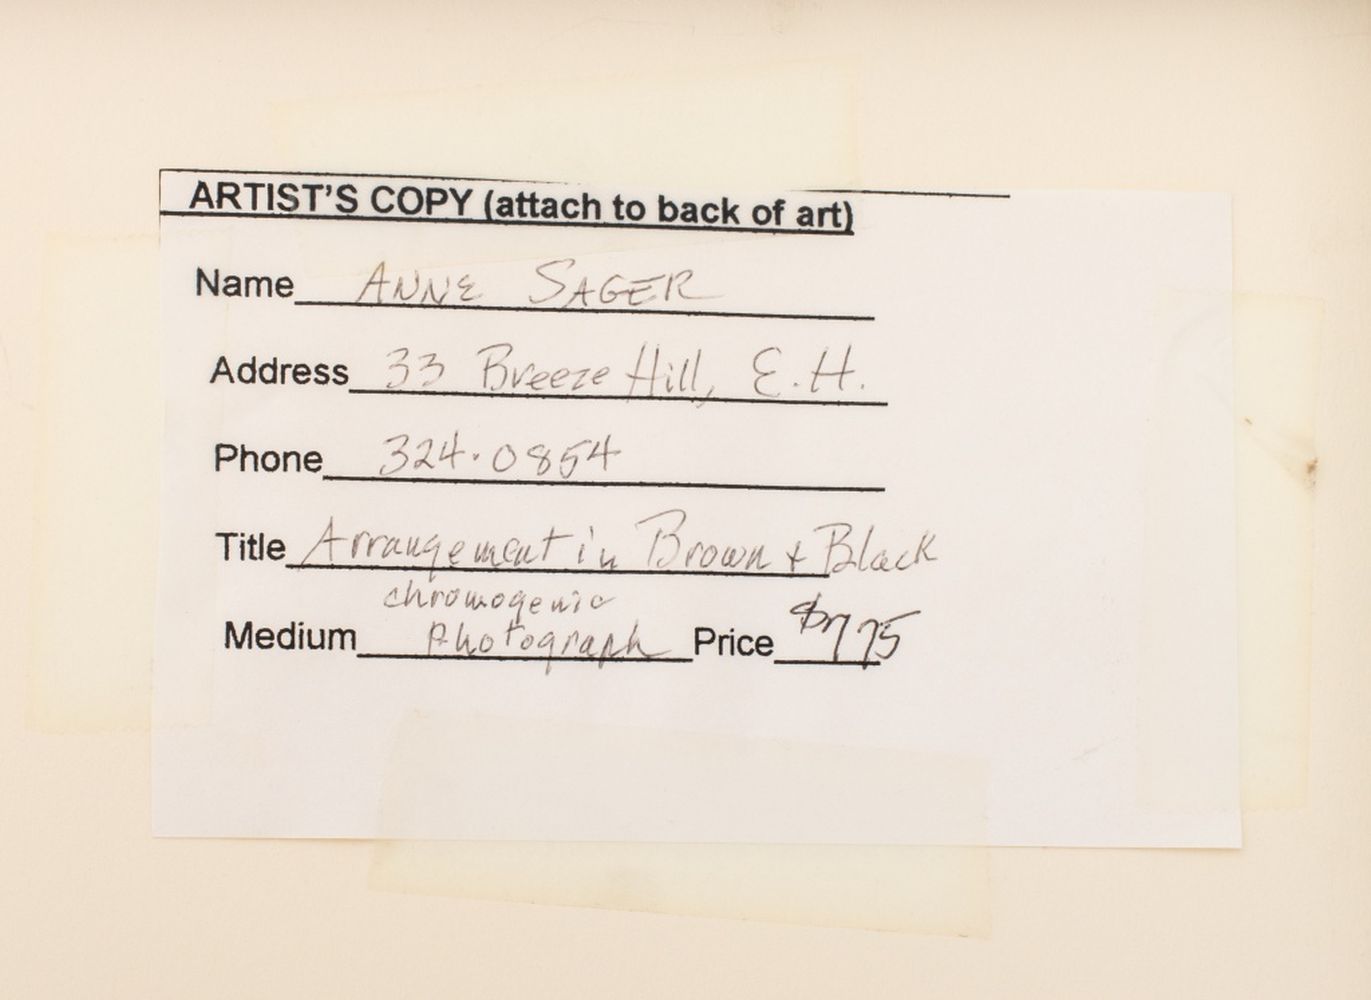 ARTIST'S COPY (attach to back of art)
Name ANNE SAGER
Address 33 Breeze Hill, E.H.
Phone 324.0854
Title Arrangement in Brown + Black
chromogenic
Medium Photograph Price $775